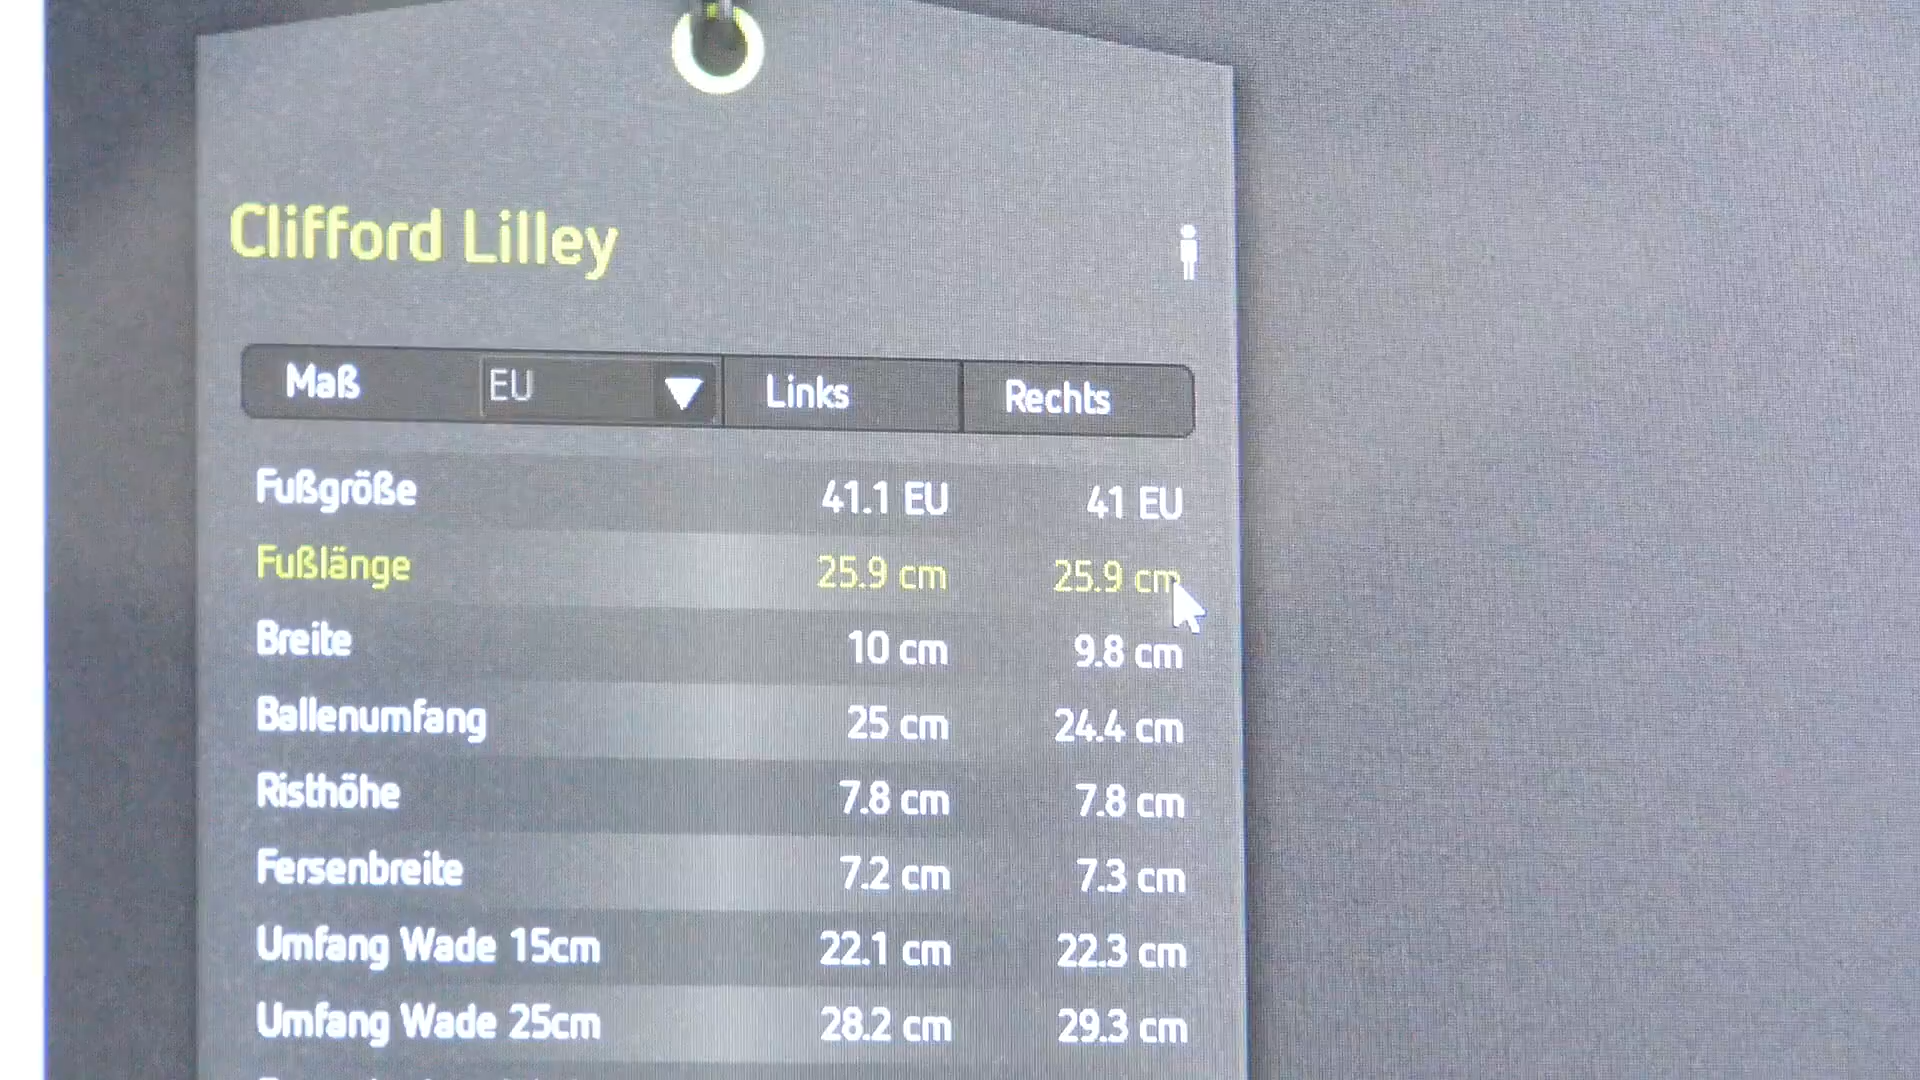 Clifford Lilley
Maß EU Links Rechts
Fußgröße 41.1 EU 41 EU
Fußlänge 25.9 cm 25.9 cm
Breite 10 cm 9.8 cm
Ballenumfang 25 cm 24.4 cm
Risthöhe 7.8 cm 7.8 cm
Fersenbreite 7.2 cm 7.3 cm
Umfang Wade 15cm 22.1 cm 22.3 cm
Umfang Wade 25cm 28.2 cm 29.3 cm